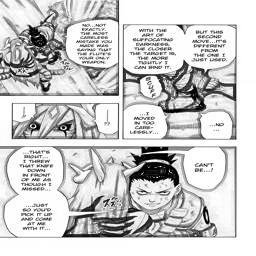 BUT THIS
SECOND
MOVE...IT'S
DIFFERENT
FROM THE
ONE I
JUST USED.
WITH THE
ART OF
SUFFOCATING
DARKNESS,
THE CLOSER
THE TARGET
IS, THE
MORE
TIGHTLY I
CAN BIND IT.
...NO...
...I
MOVED
IN TOO
CARE-
LESSLY...
NO...NOT
EXACTLY.
THE MOST
CARELESS
MISTAKE YOU
MADE WAS
SAYING THAT
THE FLUTE'S
YOUR ONLY
WEAPON.
!?
CAN'T
BE...!
...THAT'S
RIGHT...
I THREW
THAT KNIFE
DOWN
IN FRONT
OF ME AS
THOUGH I
MISSED...
JUST
SO YOU'D
PICK IT UP
AND COME
AT ME
WITH IT...